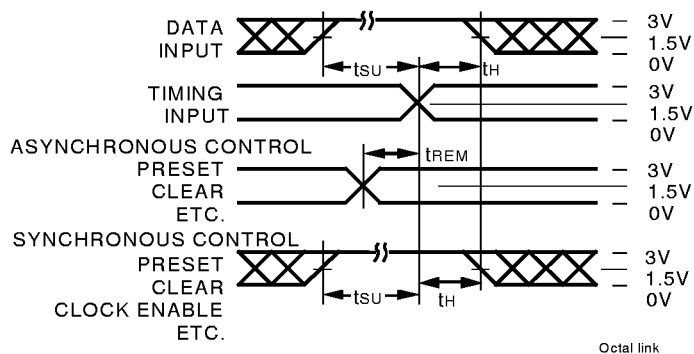 DATA
INPUT
3V
1.5V
0V
tSU
tH
TIMING
INPUT
3V
1.5V
0V
ASYNCHRONOUS CONTROL
tREM
PRESET
CLEAR
ETC.
3V
1.5V
0V
SYNCHRONOUS CONTROL
PRESET
CLEAR
CLOCK ENABLE
ETC.
3V
1.5V
0V
tSU
tH
Octal link